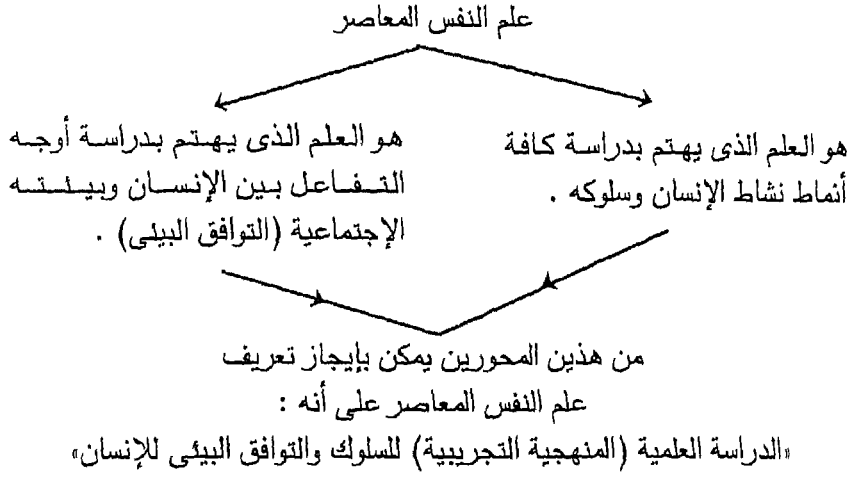 علم النفس المعاصر
هو العلم الذى يهتم بدراسة كافة
أنماط نشاط الإنسان وسلوكه .
هو العلم الذى يهتم بدراسة أوجه
التفاعل بين الإنسان وبيئته
الإجتماعية (التوافق البيئى) .
من هذين المحورين يمكن بإيجاز تعريف
علم النفس المعاصر على أنه :
«الدراسة العلمية (المنهجية التجريبية) للسلوك والتوافق البيئى للإنسان»